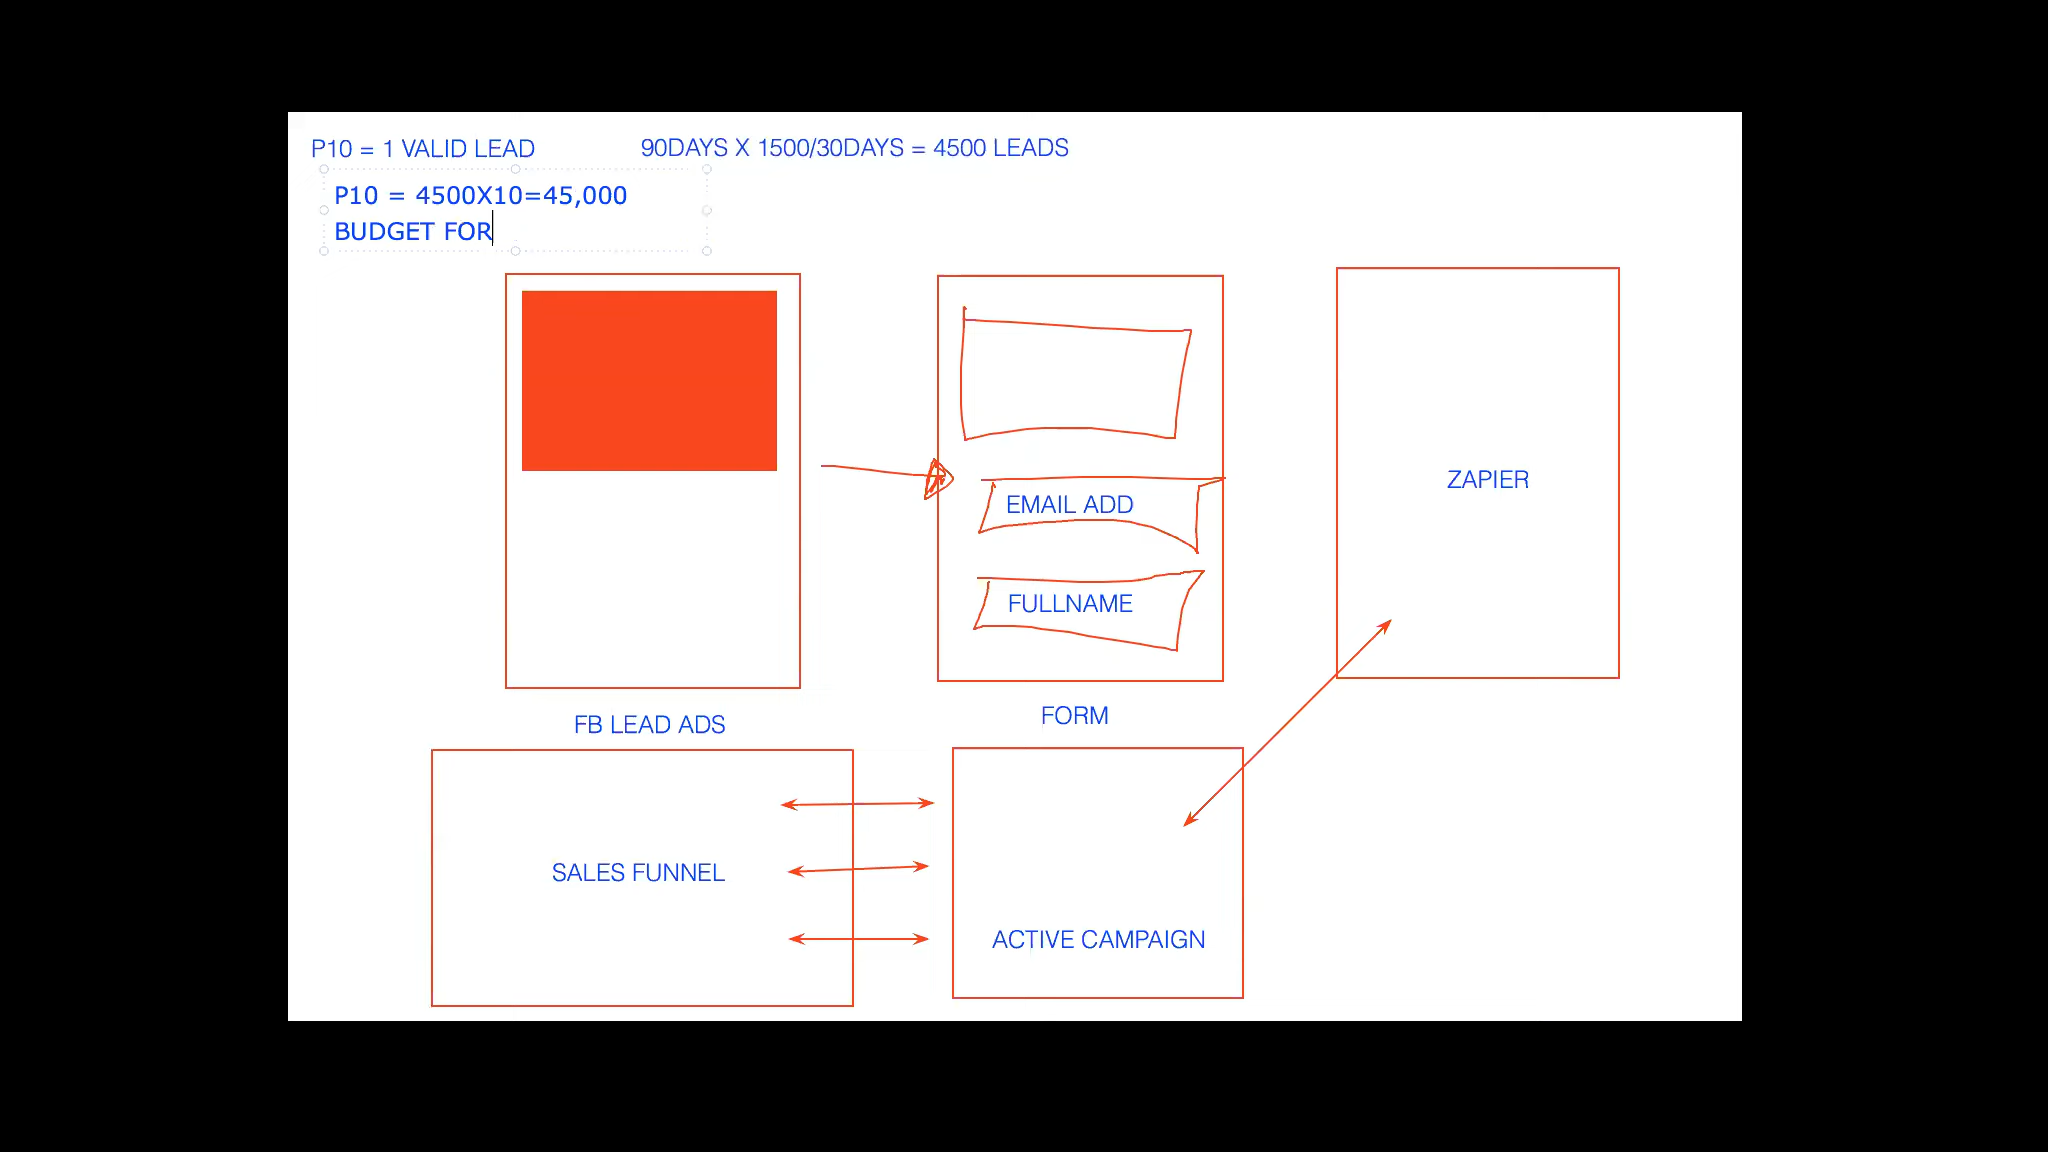 P10 = 1 VALID LEAD
90DAYS X 1500/30DAYS = 4500 LEADS
P10 = 4500X10=45,000
BUDGET FOR
EMAIL ADD
FULLNAME
ZAPIER
FB LEAD ADS
FORM
SALES FUNNEL
ACTIVE CAMPAIGN